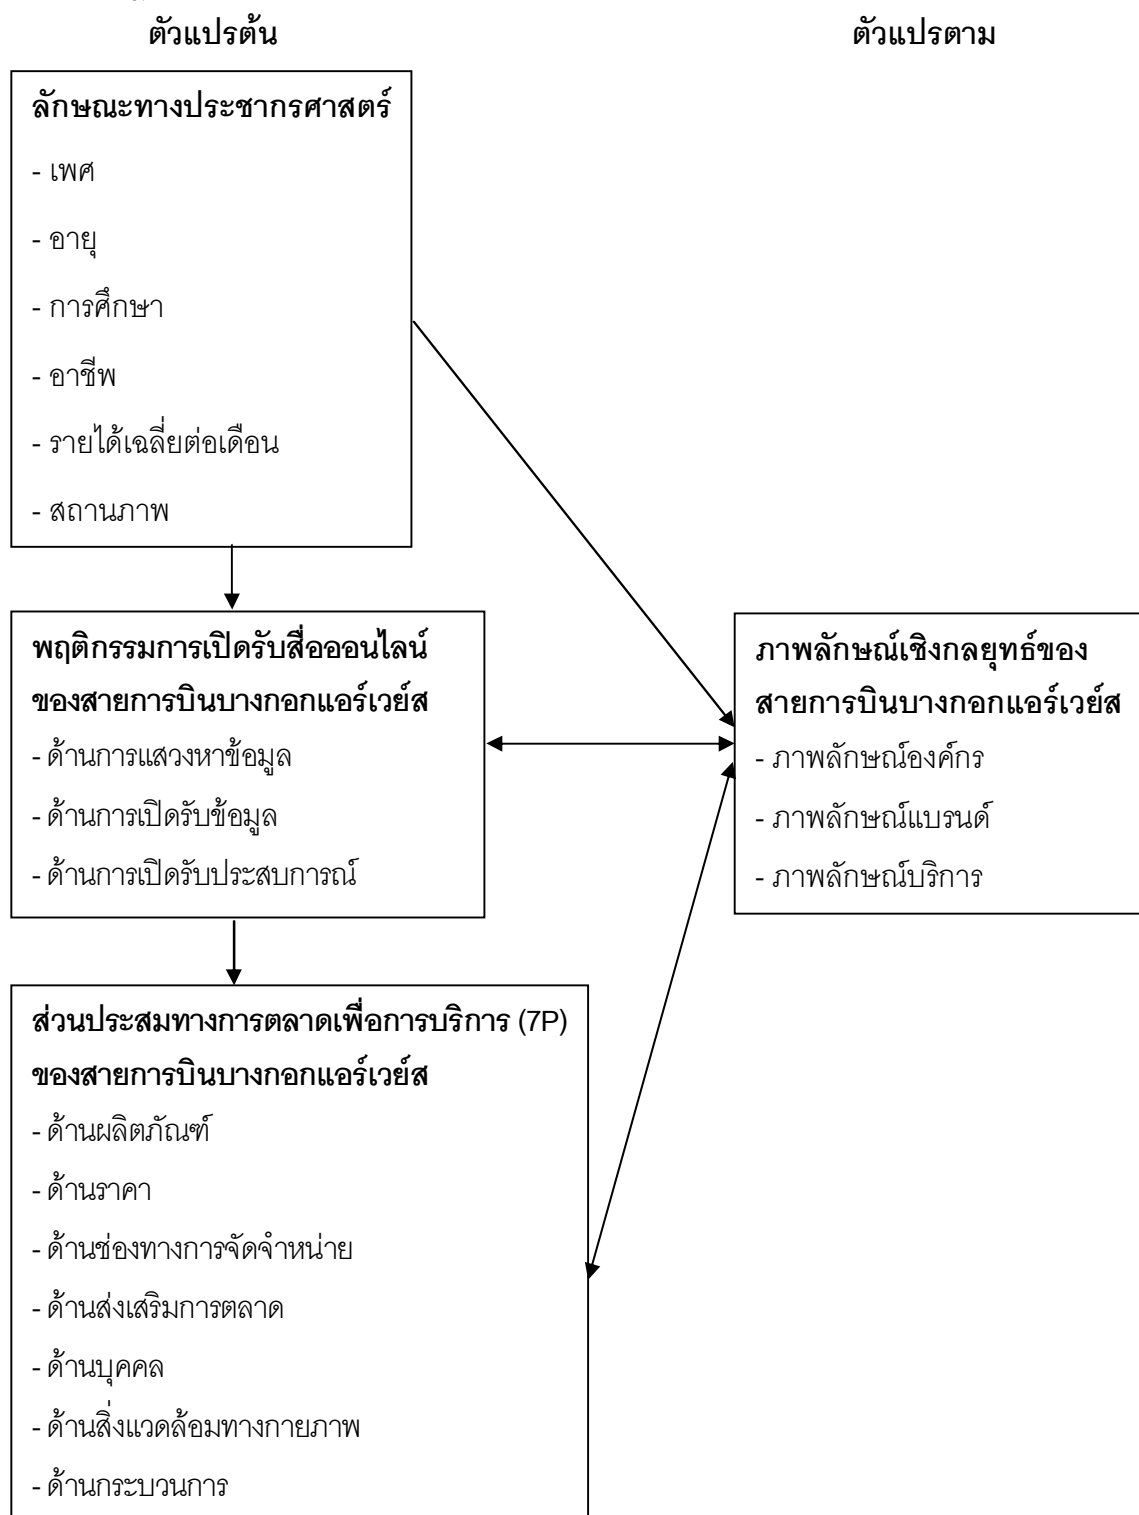 ตัวแปรต้น
ตัวแปรตาม
ลักษณะทางประชากรศาสตร์
- เพศ
- อายุ
- การศึกษา
- อาชีพ
- รายได้เฉลี่ยต่อเดือน
- สถานภาพ
พฤติกรรมการเปิดรับสื่อออนไลน์
ของสายการบินบางกอกแอร์เวย์ส
- ด้านการแสวงหาข้อมูล
- ด้านการเปิดรับข้อมูล
- ด้านการเปิดรับประสบการณ์
ภาพลักษณ์เชิงกลยุทธ์ของ
สายการบินบางกอกแอร์เวย์ส
- ภาพลักษณ์องค์กร
- ภาพลักษณ์แบรนด์
- ภาพลักษณ์บริการ
ส่วนประสมทางการตลาดเพื่อการบริการ (7P)
ของสายการบินบางกอกแอร์เวย์ส
- ด้านผลิตภัณฑ์
- ด้านราคา
- ด้านช่องทางการจัดจำหน่าย
- ด้านส่งเสริมการตลาด
- ด้านบุคคล
- ด้านสิ่งแวดล้อมทางกายภาพ
- ด้านกระบวนการ